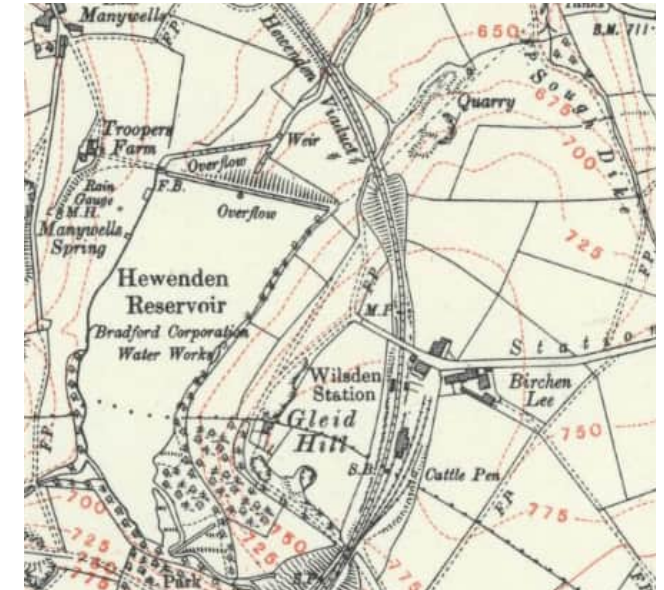 Manywells
F.P.
Hewenden
Viaduct
650
B.M. 711
Sough Dike
Quarry
675
700
Troopers
Farm
Weir
Overflow
Rain
Gauge
F.B.
Overflow
M.H.
Manywells
Spring
725
F.P.
F.P.
Hewenden
Reservoir
(Bradford Corporation
Water Works)
M.P.
Station
Wilsden
Station
Birchen
Lee
Gleid
Hill
750
F.P.
S.B.
Cattle Pen
F.P.
700
725
750
775
750
725
775
F.P.
Park
S.P.
775